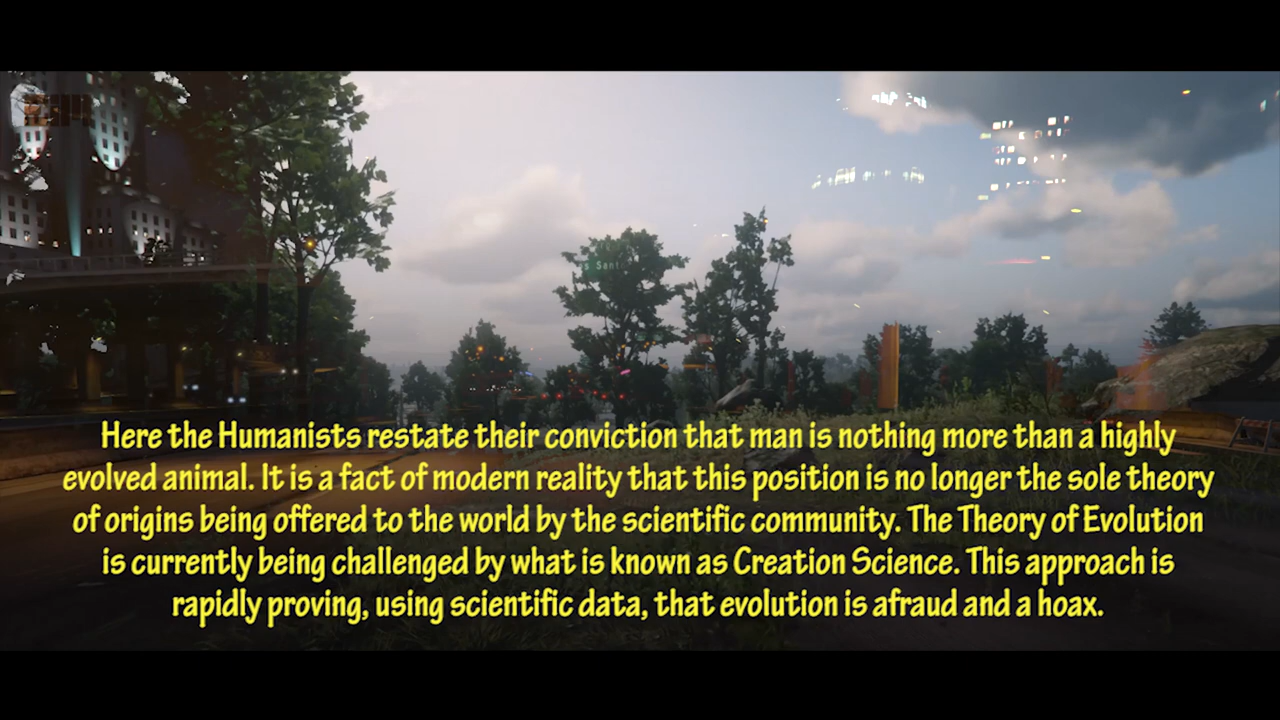 Here the Humanists restate their conviction that man is nothing more than a highly
evolved animal. It is a fact of modern reality that this position is no longer the sole theory
of origins being offered to the world by the scientific community. The Theory of Evolution
is currently being challenged by what is known as Creation Science. This approach is
rapidly proving, using scientific data, that evolution is afraud and a hoax.